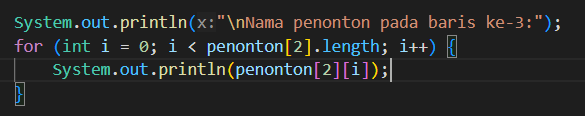 System.out.println(x:"\nNama penonton pada baris ke-3:");
for (int i = 0; i < penonton[2].length; i++) {
    System.out.println(penonton[2][i]);
}